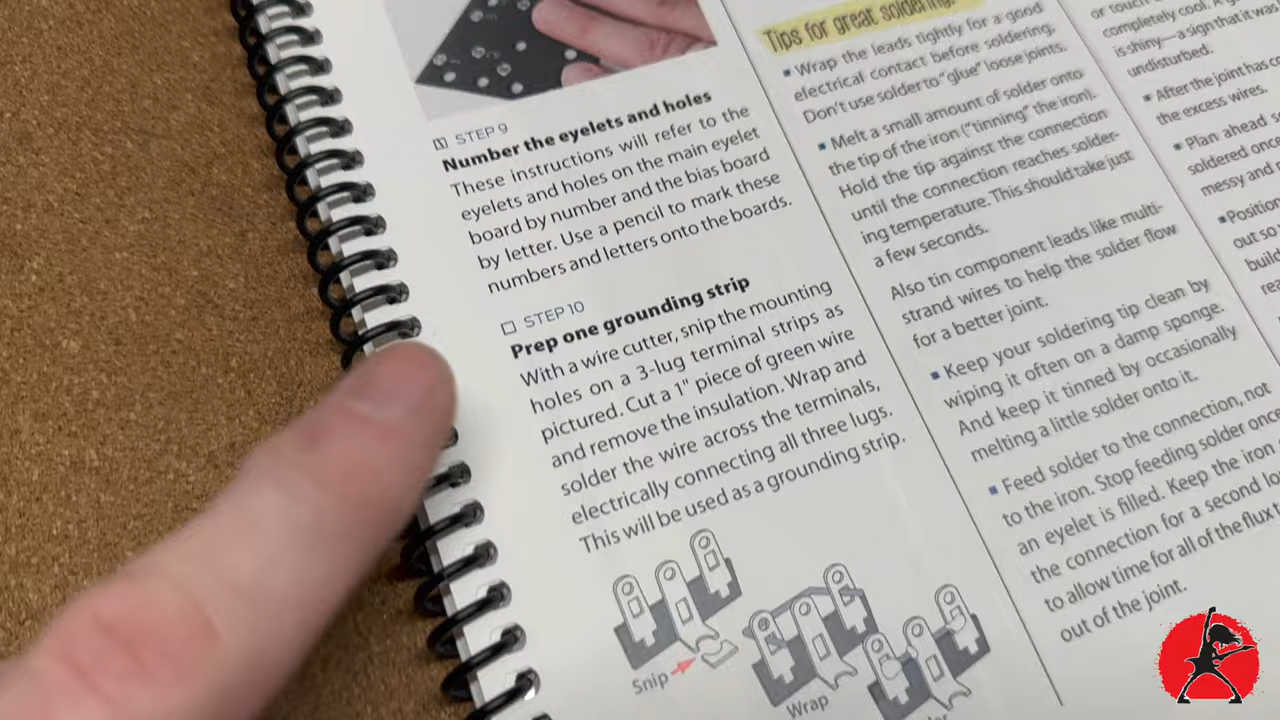 STEP 9
Number the eyelets and holes
These instructions will refer to the
eyelets and holes on the main eyelet
board by number and the bias board
by letter. Use a pencil to mark these
numbers and letters onto the boards.
STEP 10
Prep one grounding strip
With a wire cutter, snip the mounting
holes on a 3-lug terminal strips as
pictured. Cut a 1" piece of green wire
and remove the insulation. Wrap and
solder the wire across the terminals,
electrically connecting all three lugs.
This will be used as a grounding strip.
Snip
Wrap
Tips for great soldering:
▪ Wrap the leads tightly for a good
electrical contact before soldering.
Don't use solder to "glue" loose joints.
▪ Melt a small amount of solder onto
the tip of the iron ("tinning" the iron).
Hold the tip against the connection
until the connection reaches solder-
ing temperature. This should take just
a few seconds.
Also tin component leads like multi-
strand wires to help the solder flow
for a better joint.
▪ Keep your soldering tip clean by
wiping it often on a damp sponge.
And keep it tinned by occasionally
melting a little solder onto it.
▪ Feed solder to the connection, not
to the iron. Stop feeding solder once
an eyelet is filled. Keep the iron
the connection for a second
to allow time for all of the flux
out of the joint.
or touch
completely cool. A
is shiny—a sign that it was
undisturbed.
▪ After the joint has
the excess wires.
▪ Plan ahead
soldered
messy and
▪ Position
out so